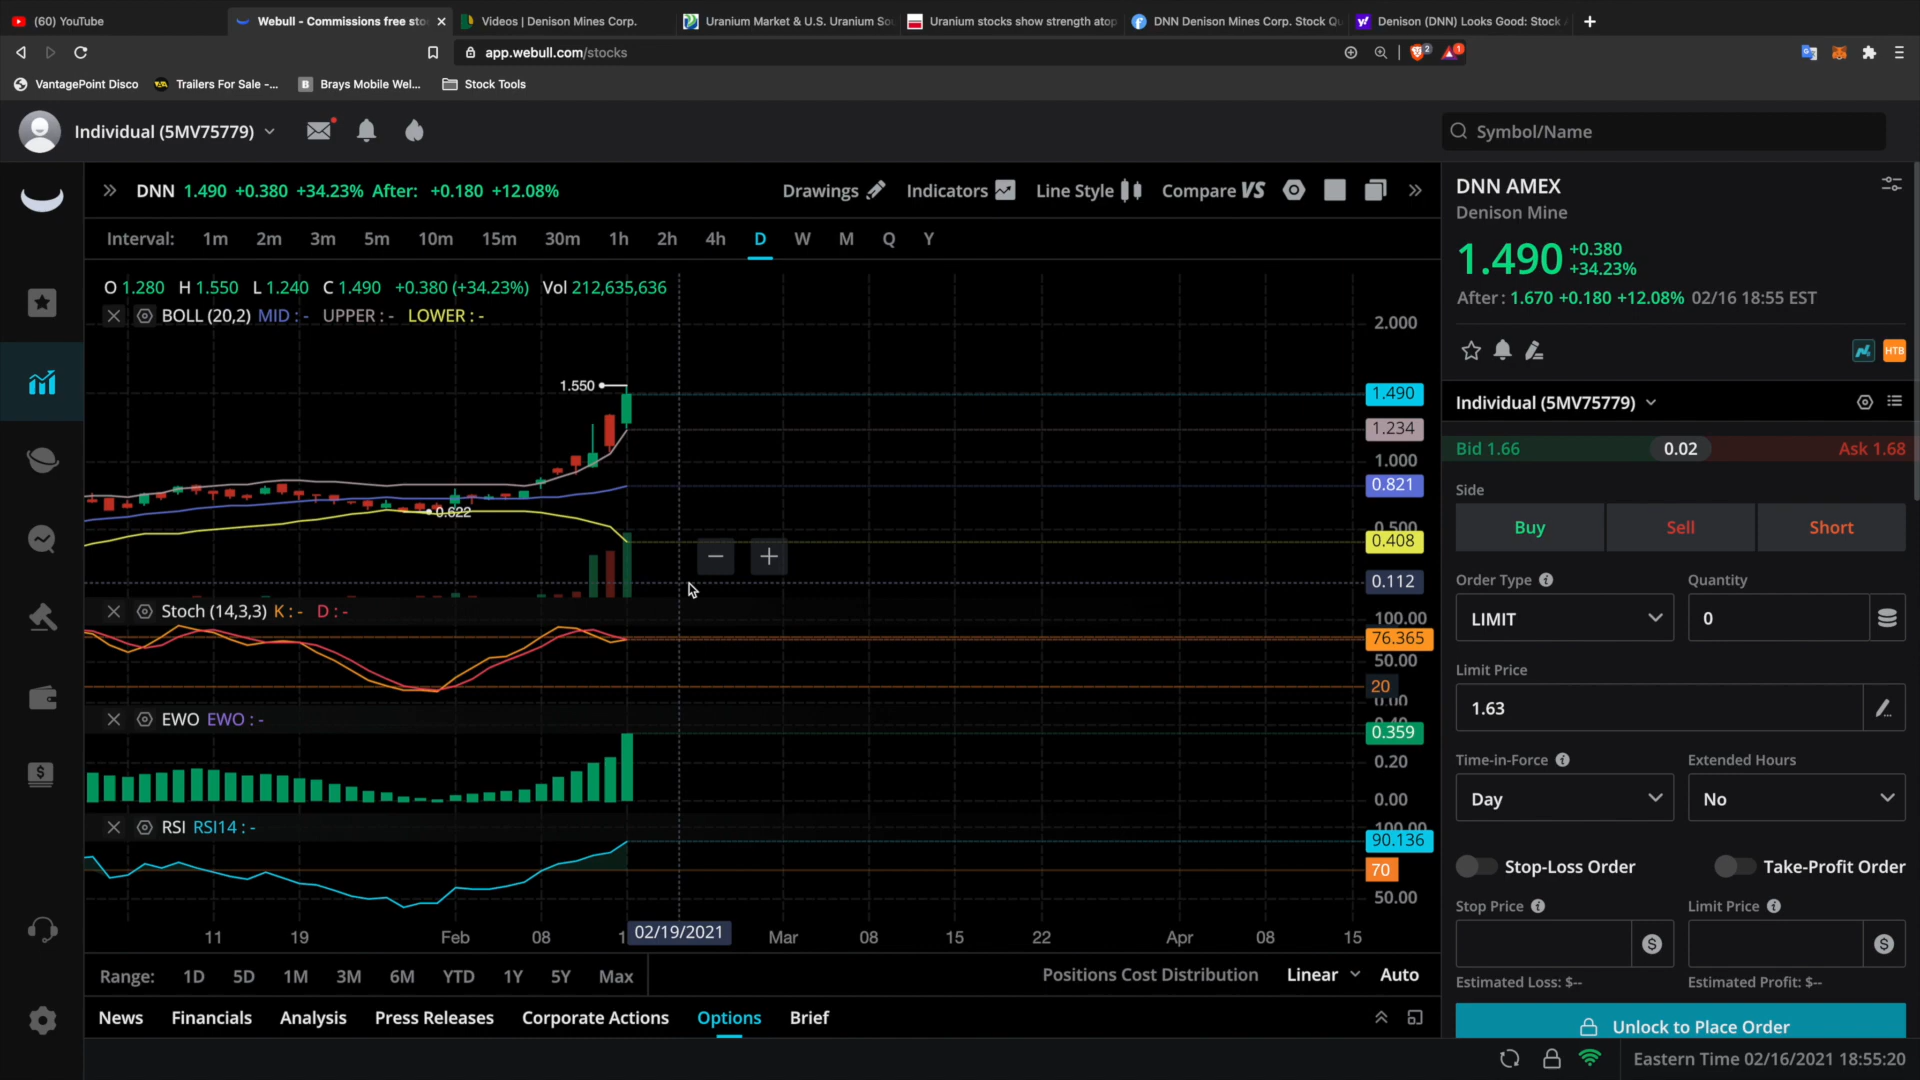 (60) YouTube
Webull - Commissions free sto
Videos | Denison Mines Corp.
Uranium Market & U.S. Uranium Sou
Uranium stocks show strength atop
DNN Denison Mines Corp. Stock Qu
Denison (DNN) Looks Good: Stock
app.webull.com/stocks
2
1
VantagePoint Disco
Trailers For Sale -...
Brays Mobile Wel...
Stock Tools
Individual (5MV75779)
Symbol/Name
DNN 1.490 +0.380 +34.23% After: +0.180 +12.08%
Drawings
Indicators
Line Style
Compare VS
Interval: 1m 2m 3m 5m 10m 15m 30m 1h 2h 4h D W M Q Y
O 1.280 H 1.550 L 1.240 C 1.490 +0.380 (+34.23%) Vol 212,635,636
BOLL (20,2) MID : - UPPER : - LOWER : -
2.000
1.550
1.490
1.234
1.000
0.821
0.622
0.500
0.408
0.112
Stoch (14,3,3) K : - D : -
100.00
76.365
50.00
20
0.00
EWO EWO : -
0.40
0.359
0.20
0.00
RSI RSI14 : -
100.00
90.136
70
50.00
11 19 Feb 08 1 02/19/2021 Mar 08 15 22 Apr 08 15
Range: 1D 5D 1M 3M 6M YTD 1Y 5Y Max
Positions Cost Distribution Linear Auto
News Financials Analysis Press Releases Corporate Actions Options Brief
DNN AMEX
Denison Mine
1.490 +0.380
+34.23%
After : 1.670 +0.180 +12.08% 02/16 18:55 EST
HTB
Individual (5MV75779)
Bid 1.66 0.02 Ask 1.68
Side
Buy Sell Short
Order Type Quantity
LIMIT 0
Limit Price
1.63
Time-in-Force Extended Hours
Day No
Stop-Loss Order Take-Profit Order
Stop Price Limit Price
Estimated Loss: $-- Estimated Profit: $--
Unlock to Place Order
Eastern Time 02/16/2021 18:55:20